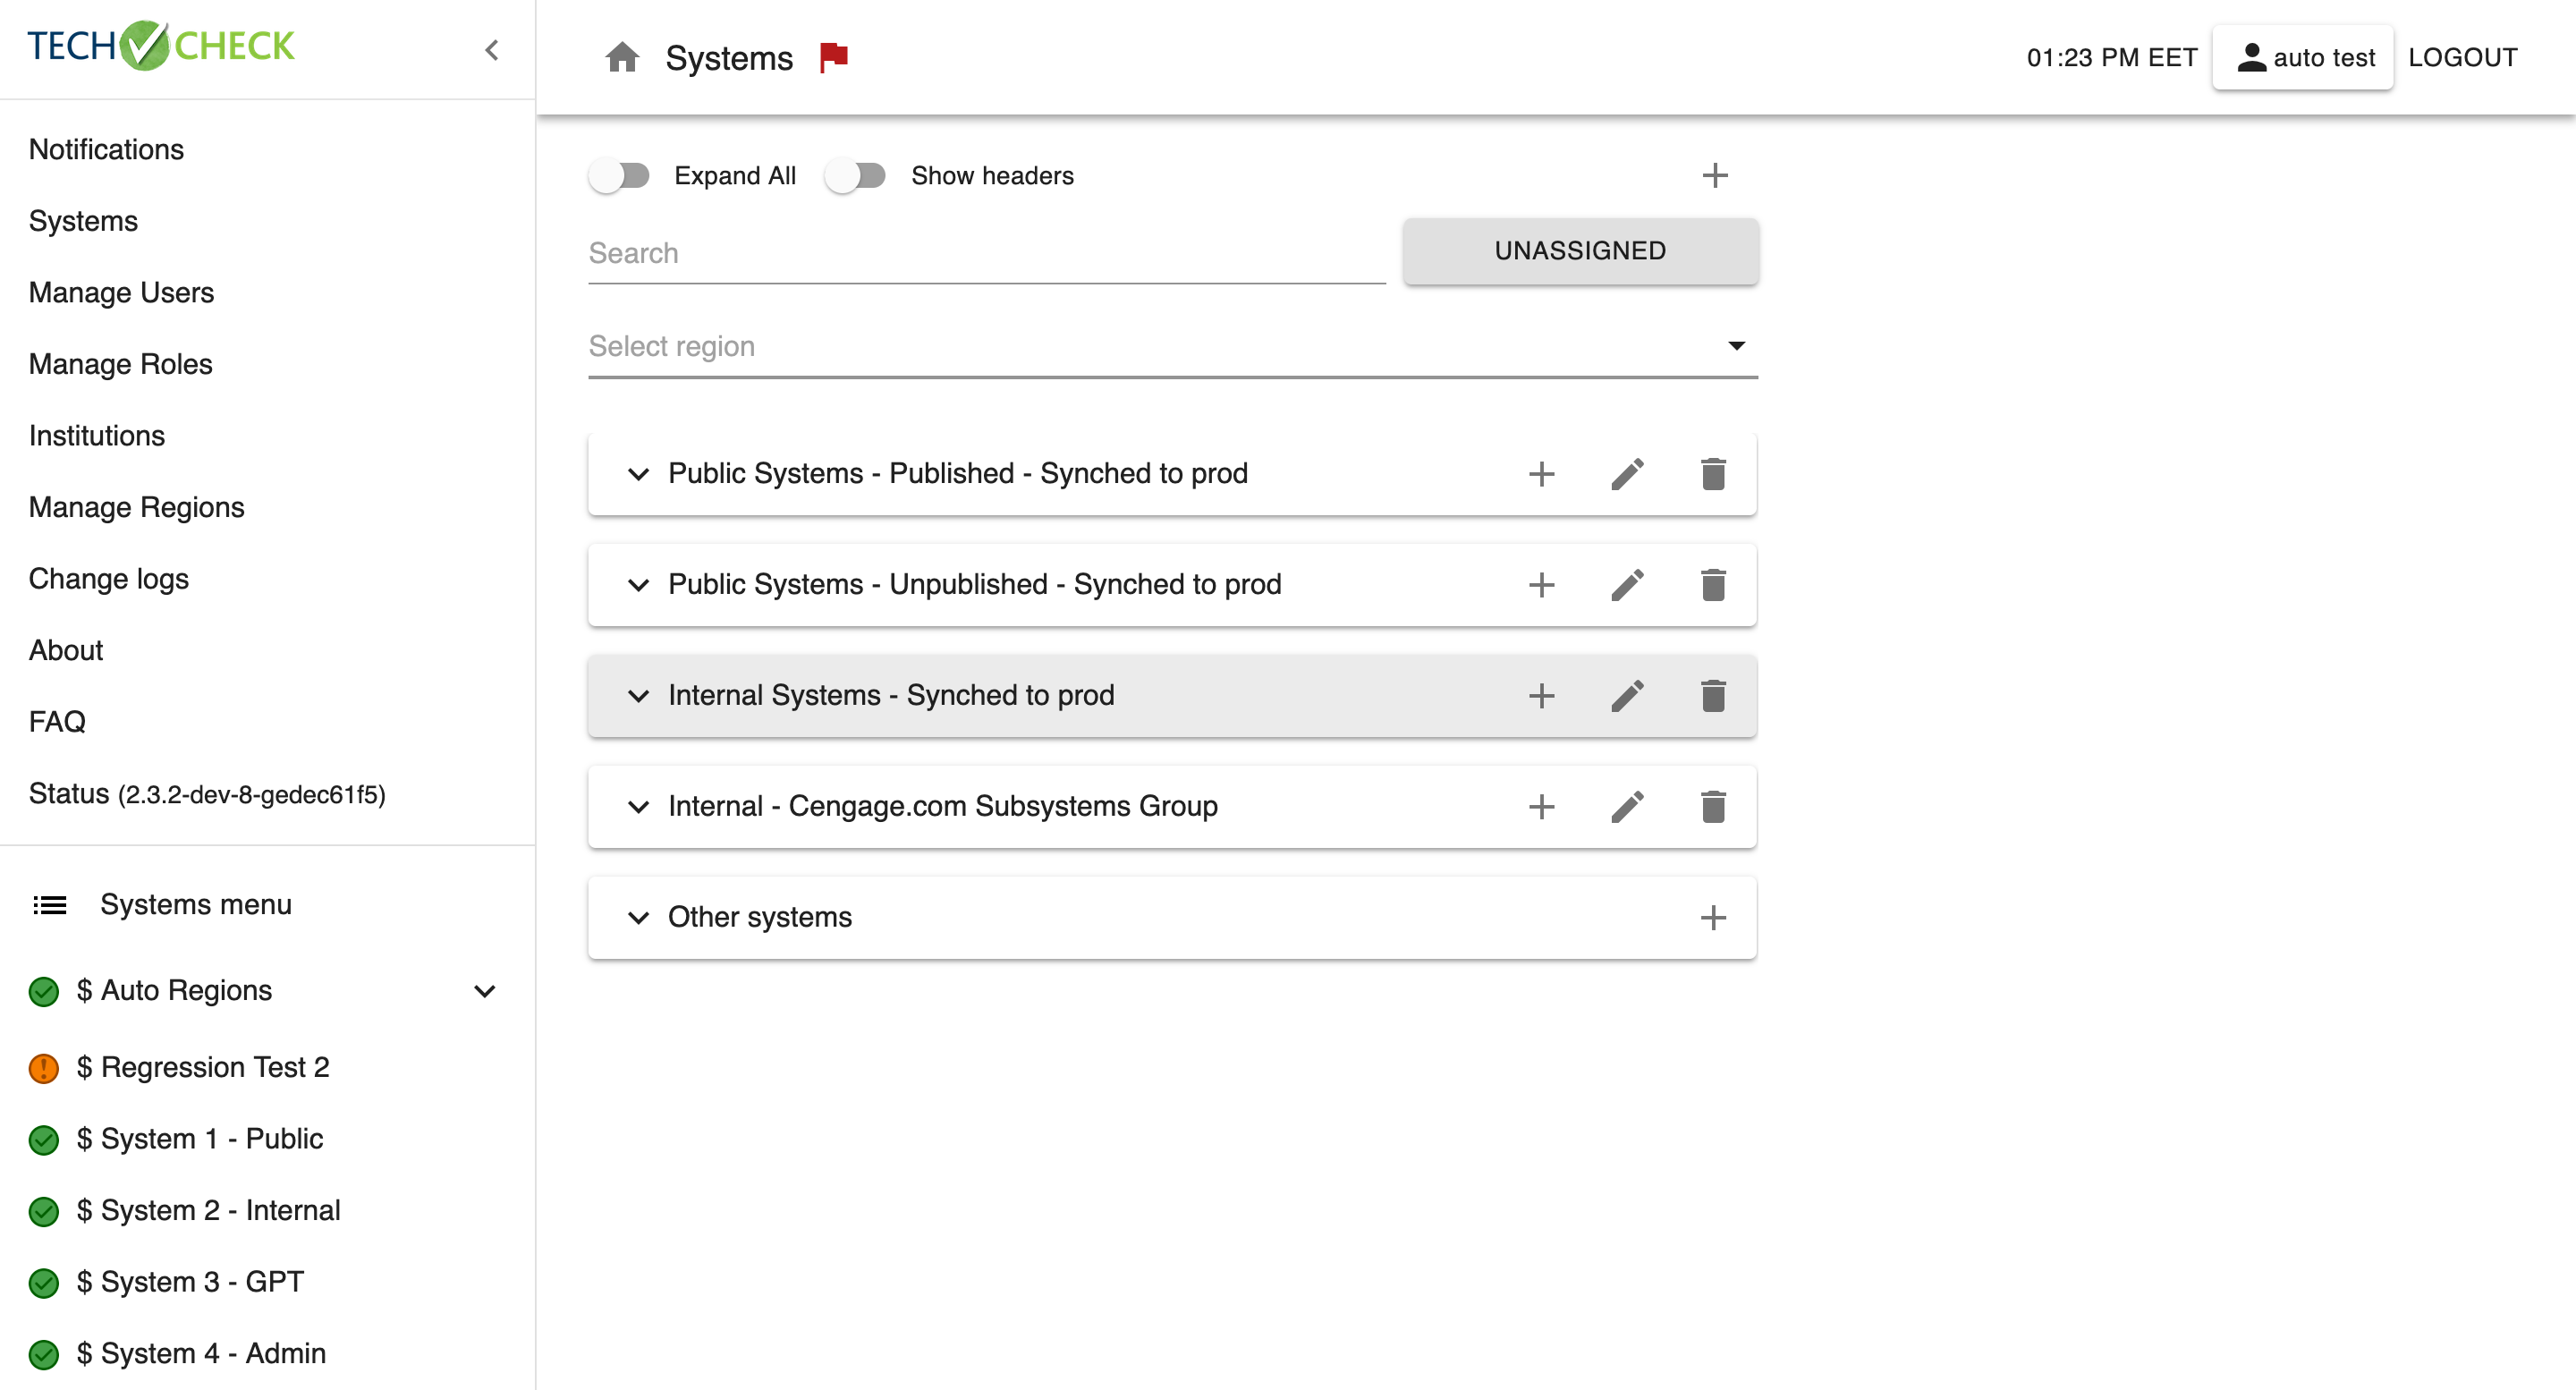 TECH CHECK
Notifications
Systems
Manage Users
Manage Roles
Institutions
Manage Regions
Change logs
About
FAQ
Status (2.3.2-dev-8-gedec61f5)
Systems menu
$ Auto Regions
$ Regression Test 2
$ System 1 - Public
$ System 2 - Internal
$ System 3 - GPT
$ System 4 - Admin
Systems
01:23 PM EET
auto test
LOGOUT
Expand All
Show headers
Search
UNASSIGNED
Select region
Public Systems - Published - Synched to prod
Public Systems - Unpublished - Synched to prod
Internal Systems - Synched to prod
Internal - Cengage.com Subsystems Group
Other systems